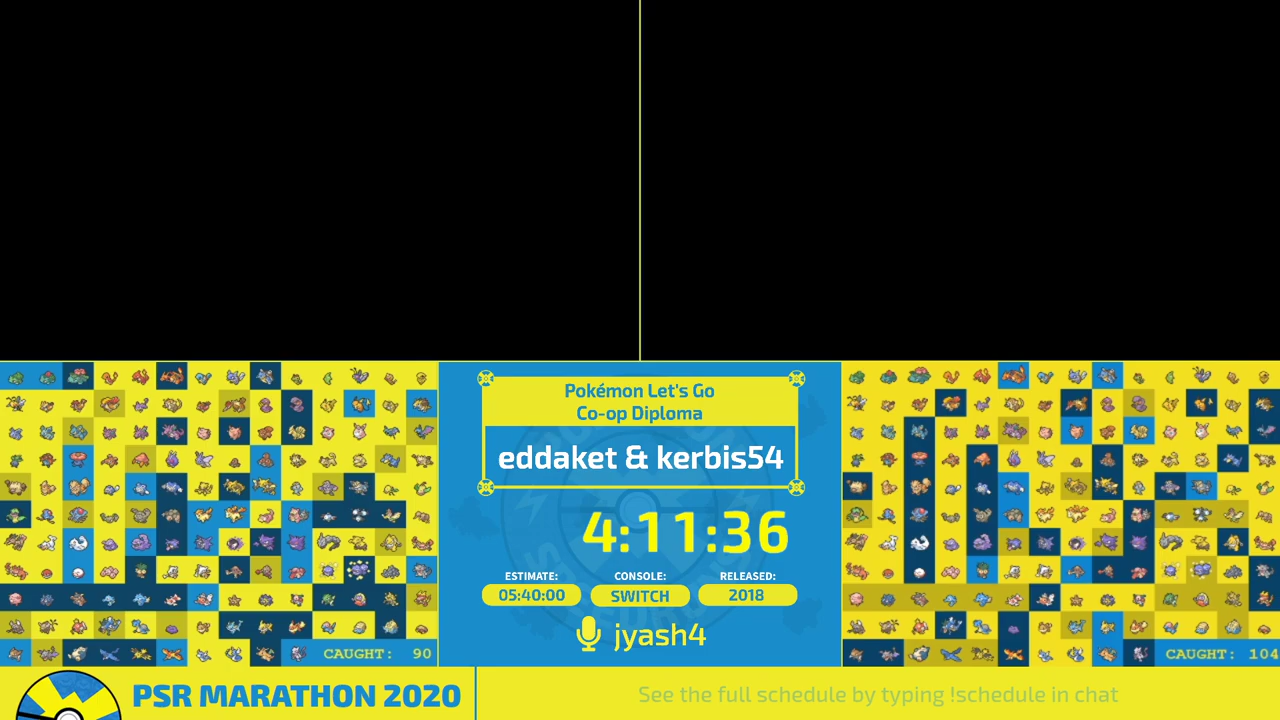 Pokémon Let's Go
Co-op Diploma
eddaket & kerbis54
4:11:36
ESTIMATE:
05:40:00
CONSOLE:
SWITCH
RELEASED:
2018
jyash4
CAUGHT: 90
CAUGHT: 104
PSR MARATHON 2020
See the full schedule by typing !schedule in chat